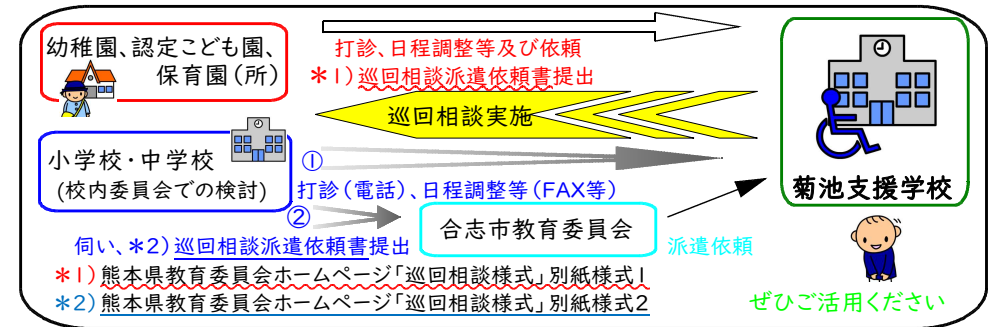 幼稚園、認定こども園、
保育園(所)
打診、日程調整等及び依頼
*1)巡回相談派遣依頼書提出
巡回相談実施
小学校・中学校
(校内委員会での検討)
①
打診(電話)、日程調整等(FAX等)
②
伺い、*2)巡回相談派遣依頼書提出
合志市教育委員会
派遣依頼
菊池支援学校
*1)熊本県教育委員会ホームページ「巡回相談様式」別紙様式1
*2)熊本県教育委員会ホームページ「巡回相談様式」別紙様式2
ぜひご活用ください